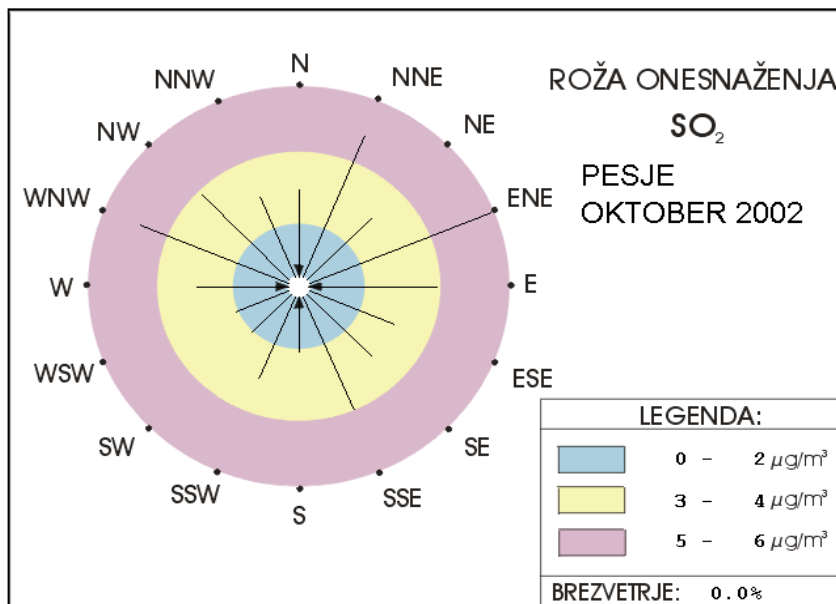 ROŽA ONESNAŽENJA
SO₂
PESJE
OKTOBER 2002
N
NNE
NE
ENE
E
ESE
SE
SSE
S
SSW
SW
WSW
W
WNW
NW
NNW
LEGENDA:
0 - 2 µg/m³
3 - 4 µg/m³
5 - 6 µg/m³
BREZVETRJE: 0.0%